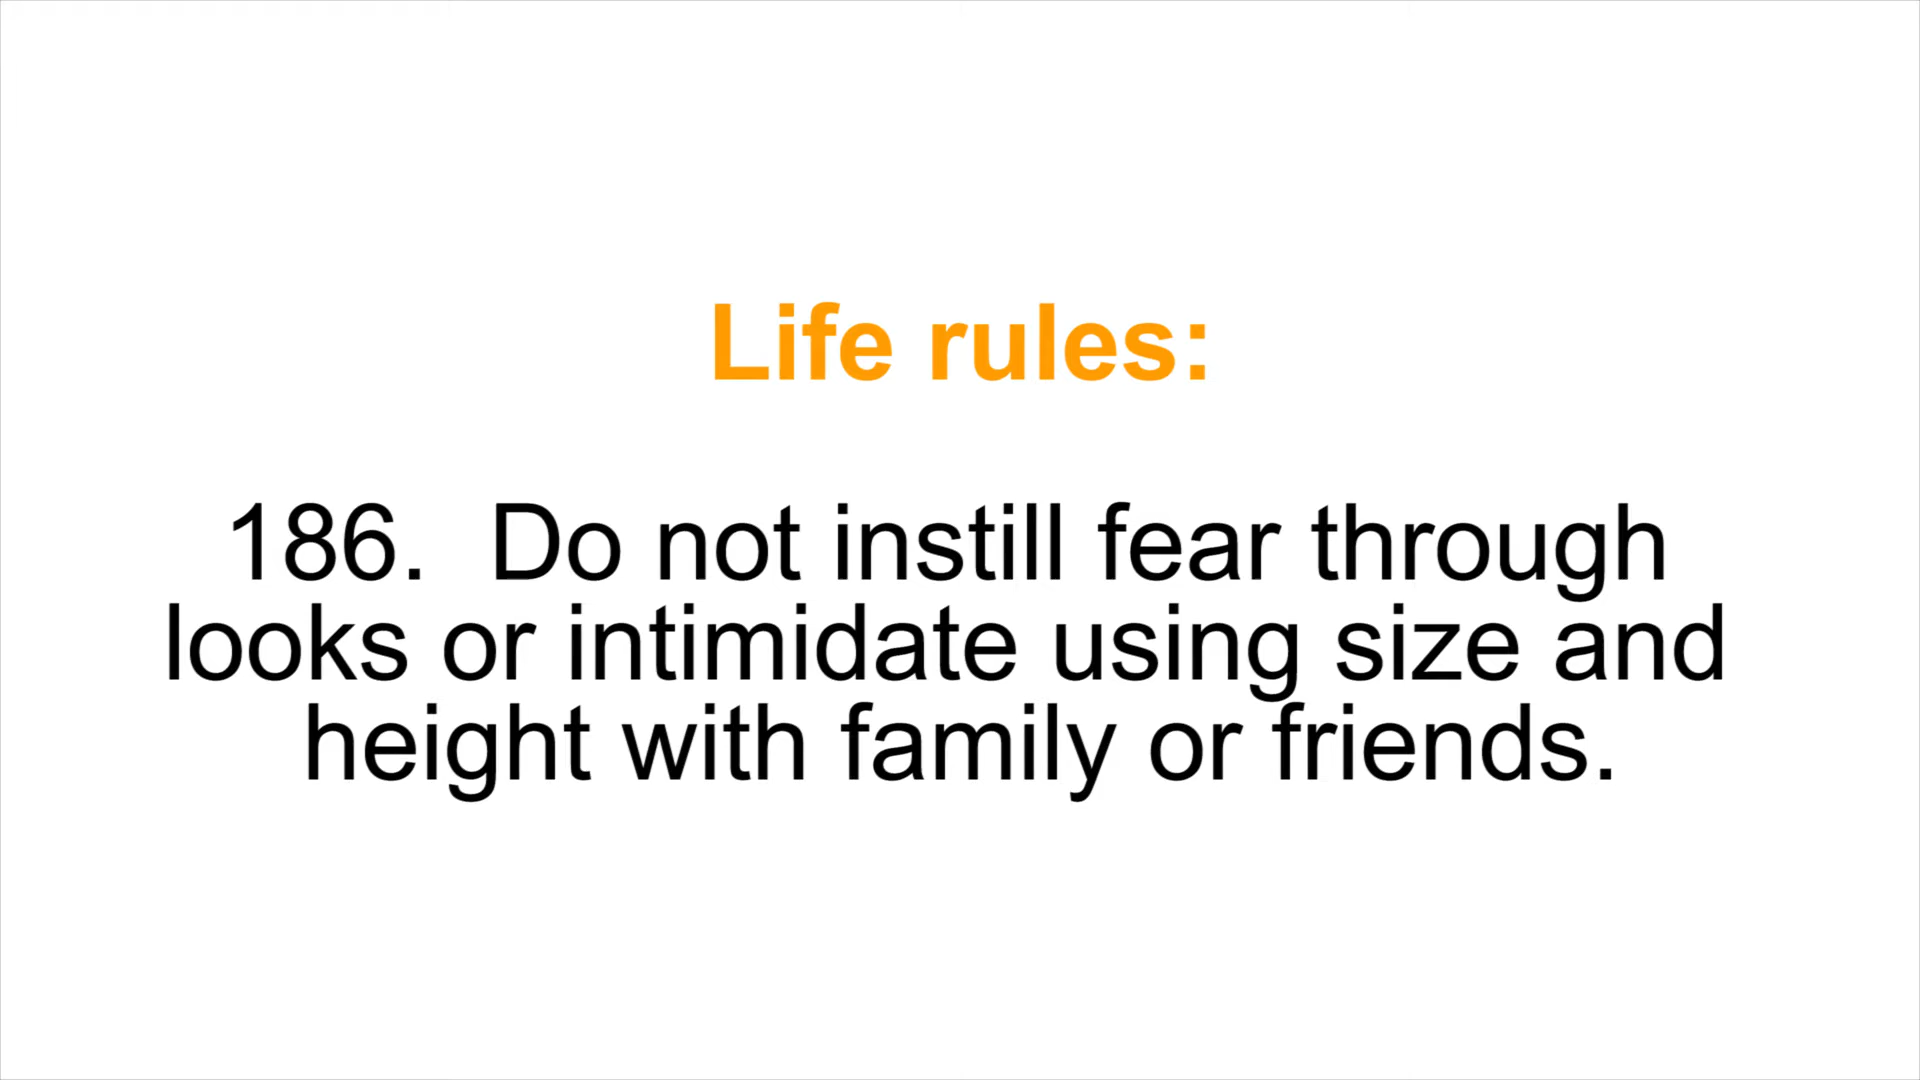 Life rules:
186.  Do not instill fear through
looks or intimidate using size and
height with family or friends.